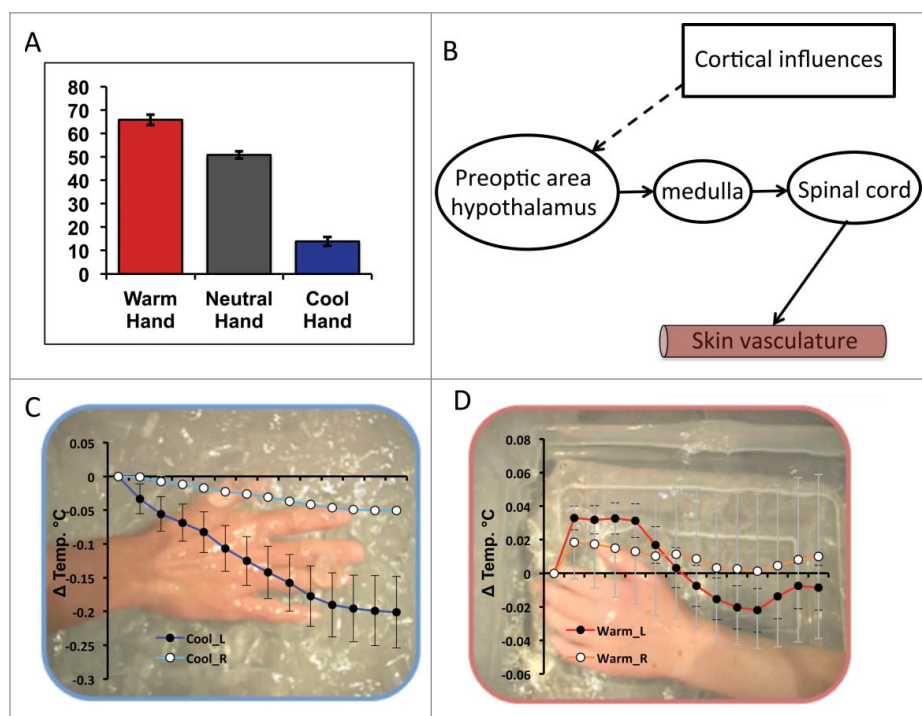 A
80
70
60
50
40
30
20
10
0
Warm Hand
Neutral Hand
Cool Hand
B
Cortical influences
Preoptic area
hypothalamus
medulla
Spinal cord
Skin vasculature
C
0.05
0
-0.05
-0.1
-0.15
-0.2
-0.25
-0.3
Δ Temp. °C
Cool_L
Cool_R
D
0.08
0.06
0.04
0.02
0
-0.02
-0.04
-0.06
Δ Temp. °C
Warm_L
Warm_R